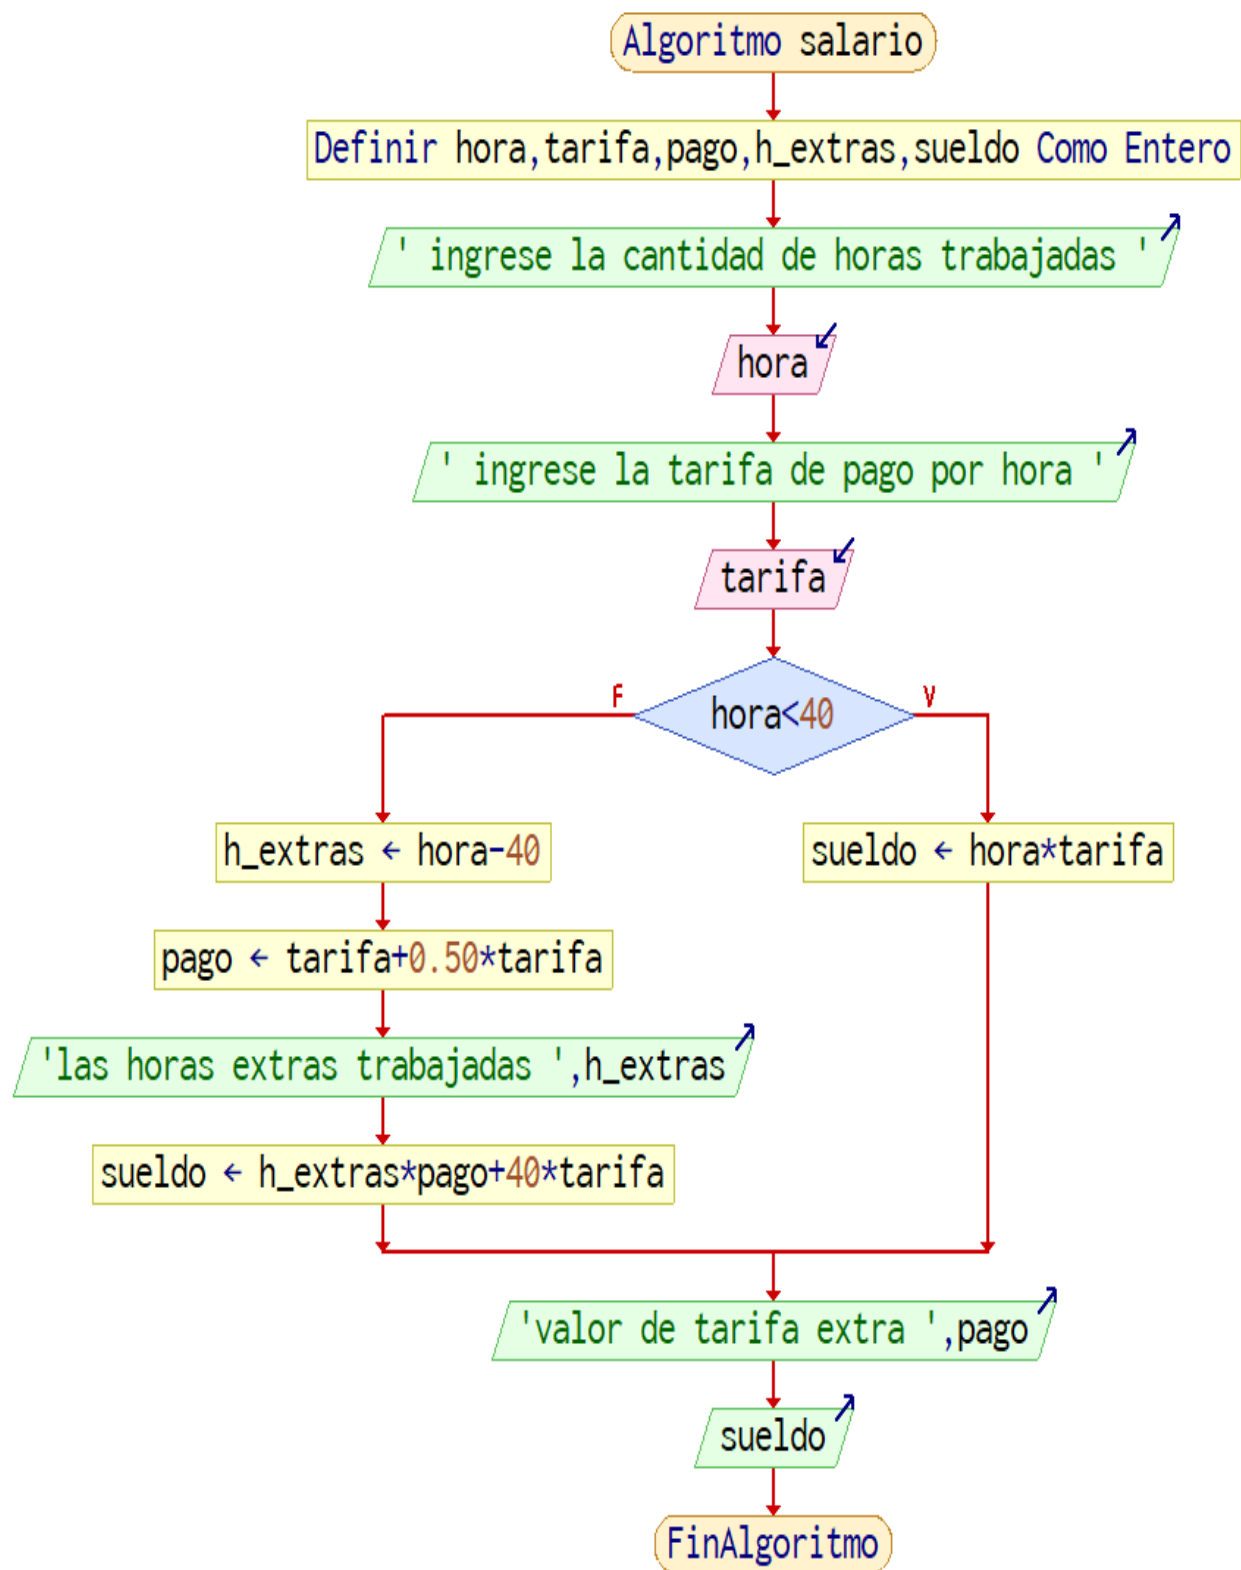 Algoritmo salario
Definir hora,tarifa,pago,h_extras,sueldo Como Entero
' ingrese la cantidad de horas trabajadas '
hora
' ingrese la tarifa de pago por hora '
tarifa
hora<40
F
V
h_extras ← hora-40
pago ← tarifa+0.50*tarifa
'las horas extras trabajadas ',h_extras
sueldo ← h_extras*pago+40*tarifa
sueldo ← hora*tarifa
'valor de tarifa extra ',pago
sueldo
FinAlgoritmo